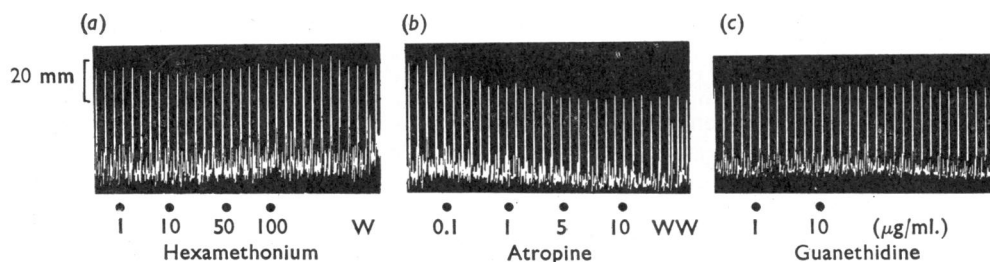 (a) (b) (c)
20 mm
1 10 50 100 W 0.1 1 5 10 WW 1 10 (μg/ml.)
Hexamethonium Atropine Guanethidine